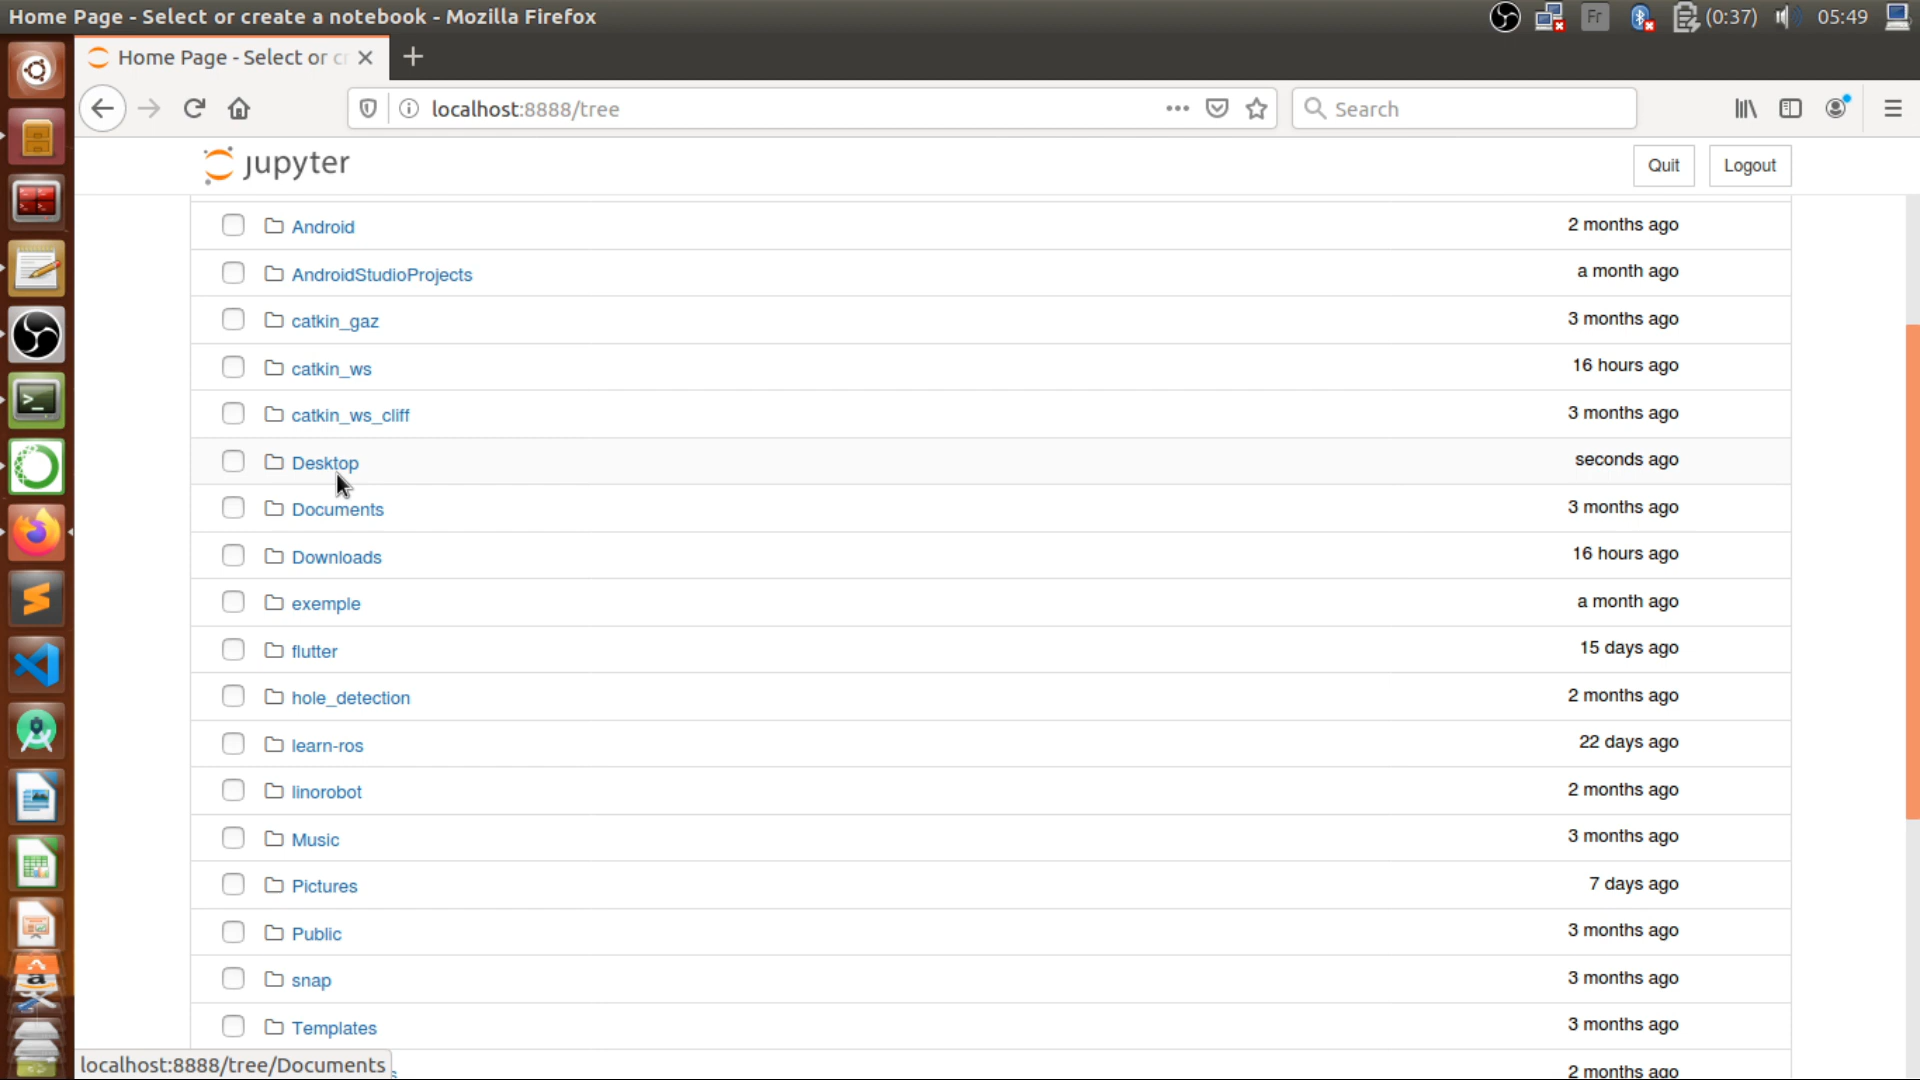 Home Page - Select or create a notebook - Mozilla Firefox
Fr
(0:37)
05:49
Home Page - Select or c
localhost:8888/tree
Search
jupyter
Quit
Logout
Android 2 months ago
AndroidStudioProjects a month ago
catkin_gaz 3 months ago
catkin_ws 16 hours ago
catkin_ws_cliff 3 months ago
Desktop seconds ago
Documents 3 months ago
Downloads 16 hours ago
exemple a month ago
flutter 15 days ago
hole_detection 2 months ago
learn-ros 22 days ago
linorobot 2 months ago
Music 3 months ago
Pictures 7 days ago
Public 3 months ago
snap 3 months ago
Templates 3 months ago
2 months ago
localhost:8888/tree/Documents